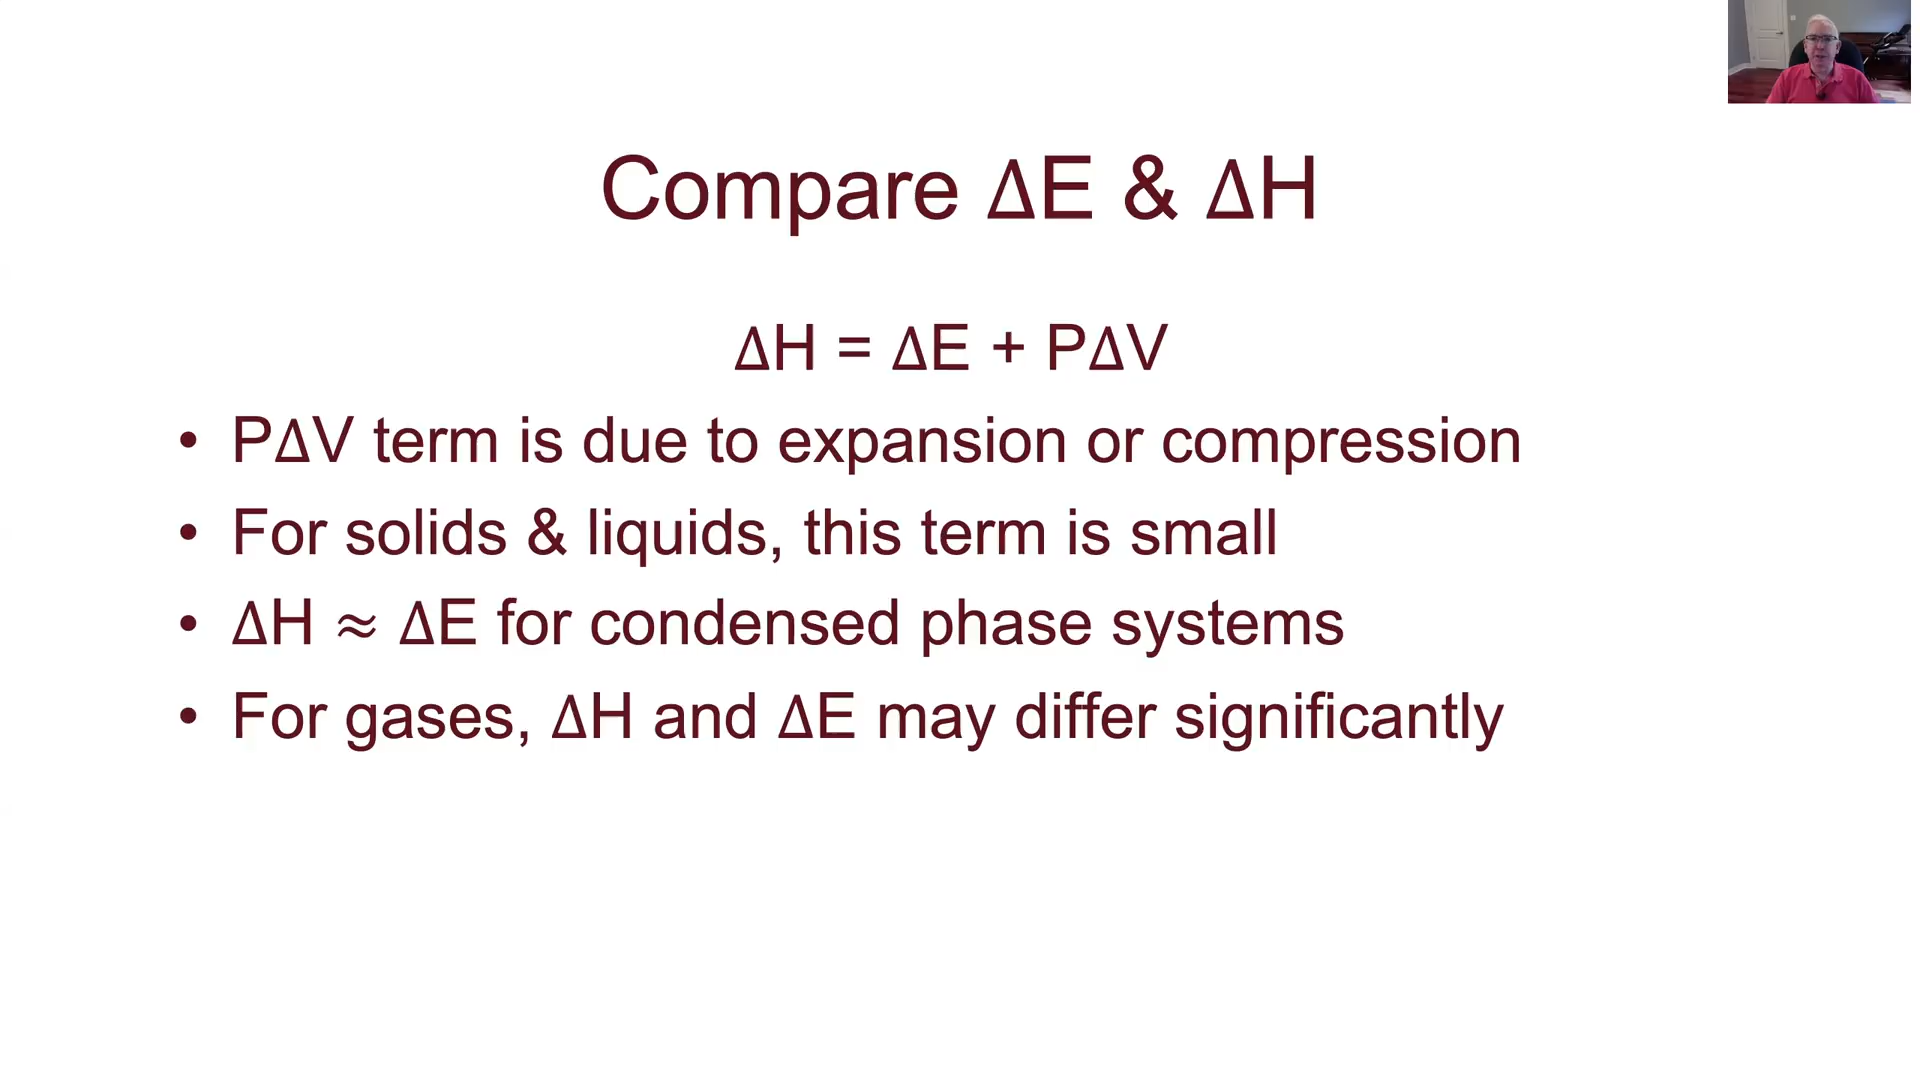 Compare ΔE & ΔH
ΔH = ΔE + PΔV
• PΔV term is due to expansion or compression
• For solids & liquids, this term is small
• ΔH ≈ ΔE for condensed phase systems
• For gases, ΔH and ΔE may differ significantly